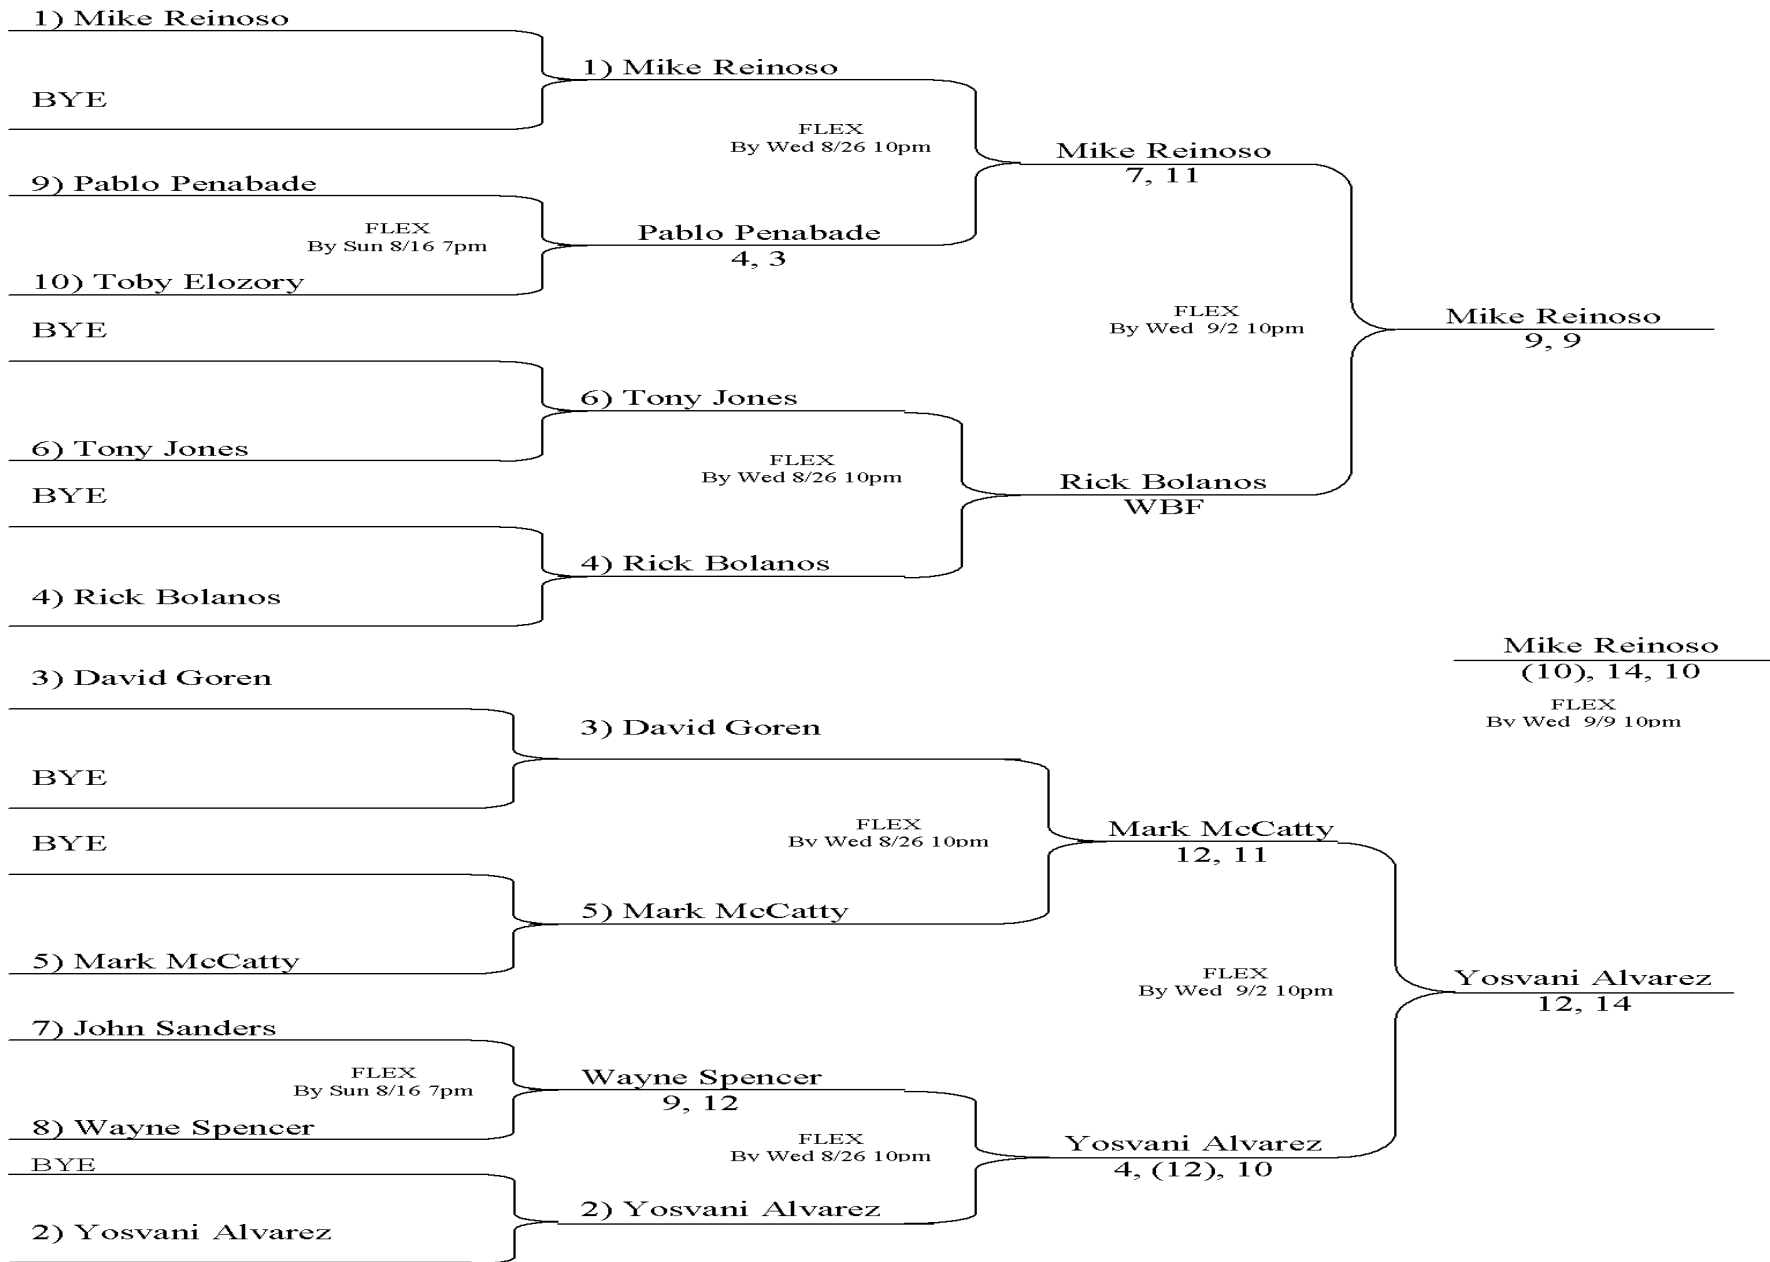 1) Mike Reinoso
1) Mike Reinoso
BYE
FLEX
By Wed 8/26 10pm
Mike Reinoso
7, 11
9) Pablo Penabade
FLEX
By Sun 8/16 7pm
Pablo Penabade
4, 3
10) Toby Elozory
BYE
FLEX
By Wed 9/2 10pm
Mike Reinoso
9, 9
6) Tony Jones
6) Tony Jones
FLEX
By Wed 8/26 10pm
BYE
Rick Bolanos
WBF
4) Rick Bolanos
4) Rick Bolanos
Mike Reinoso
(10), 14, 10
FLEX
By Wed 9/9 10pm
3) David Goren
3) David Goren
BYE
FLEX
By Wed 8/26 10pm
Mark McCatty
12, 11
BYE
5) Mark McCatty
5) Mark McCatty
FLEX
By Wed 9/2 10pm
Yosvani Alvarez
12, 14
7) John Sanders
FLEX
By Sun 8/16 7pm
Wayne Spencer
9, 12
8) Wayne Spencer
FLEX
By Wed 8/26 10pm
Yosvani Alvarez
4, (12), 10
BYE
2) Yosvani Alvarez
2) Yosvani Alvarez